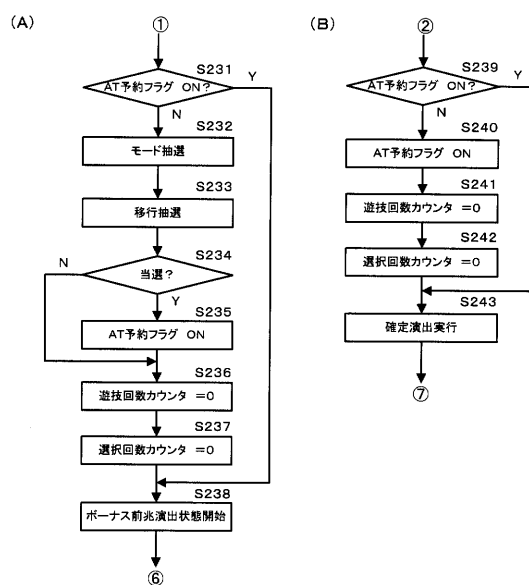 (A)
①
S231
AT予約フラグ ON?
Y
N
S232
モード抽選
S233
移行抽選
S234
当選?
N
Y
S235
AT予約フラグ ON
S236
遊技回数カウンタ =0
S237
選択回数カウンタ =0
S238
ボーナス前兆演出状態開始
⑥
(B)
②
S239
AT予約フラグ ON?
Y
N
S240
AT予約フラグ ON
S241
遊技回数カウンタ =0
S242
選択回数カウンタ =0
S243
確定演出実行
⑦